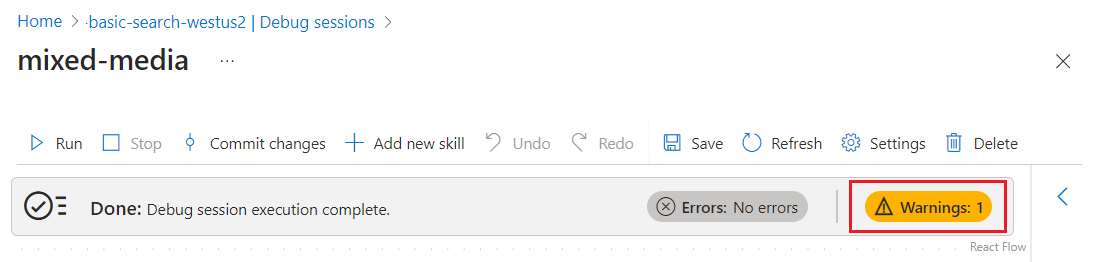 Home > -basic-search-westus2 | Debug sessions >
mixed-media ...
Run Stop Commit changes Add new skill Undo Redo Save Refresh Settings Delete
Done: Debug session execution complete. Errors: No errors Warnings: 1
React Flow